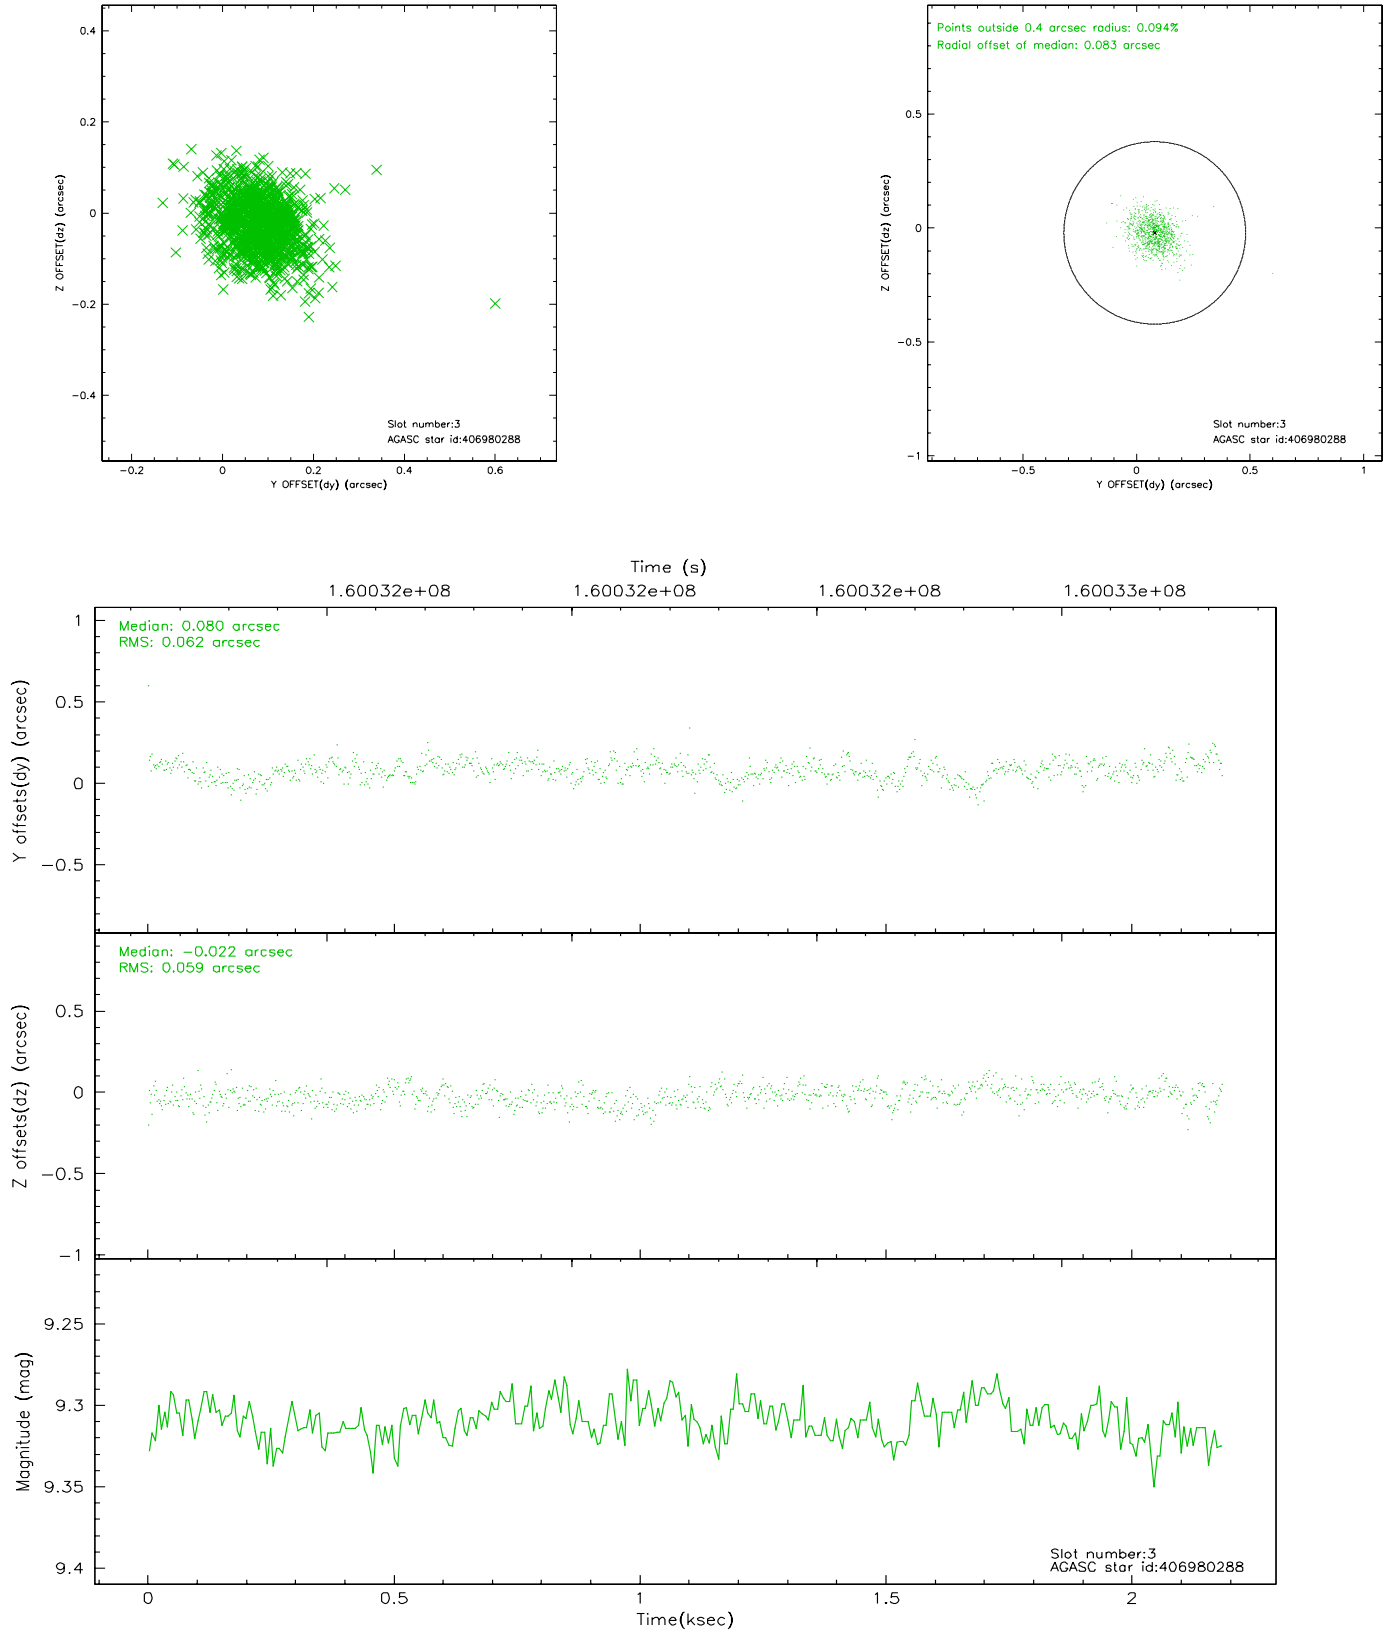 0.4
0.2
0
-0.2
-0.4
Z OFFSET(dz) (arcsec)
Slot number:3
AGASC star id:406980288
-0.2 0 0.2 0.4 0.6
Y OFFSET(dy) (arcsec)
Points outside 0.4 arcsec radius: 0.094%
Radial offset of median: 0.083 arcsec
0.5
0
-0.5
-1
Z OFFSET(dz) (arcsec)
Slot number:3
AGASC star id:406980288
-0.5 0 0.5 1
Y OFFSET(dy) (arcsec)
Time (s)
1.60032e+08 1.60032e+08 1.60032e+08 1.60033e+08
Median: 0.080 arcsec
RMS: 0.062 arcsec
1
0.5
0
-0.5
Y offsets(dy) (arcsec)
Median: -0.022 arcsec
RMS: 0.059 arcsec
0.5
0
-0.5
-1
Z offsets(dz) (arcsec)
9.25
9.3
9.35
9.4
Magnitude (mag)
Slot number:3
AGASC star id:406980288
0 0.5 1 1.5 2
Time(ksec)